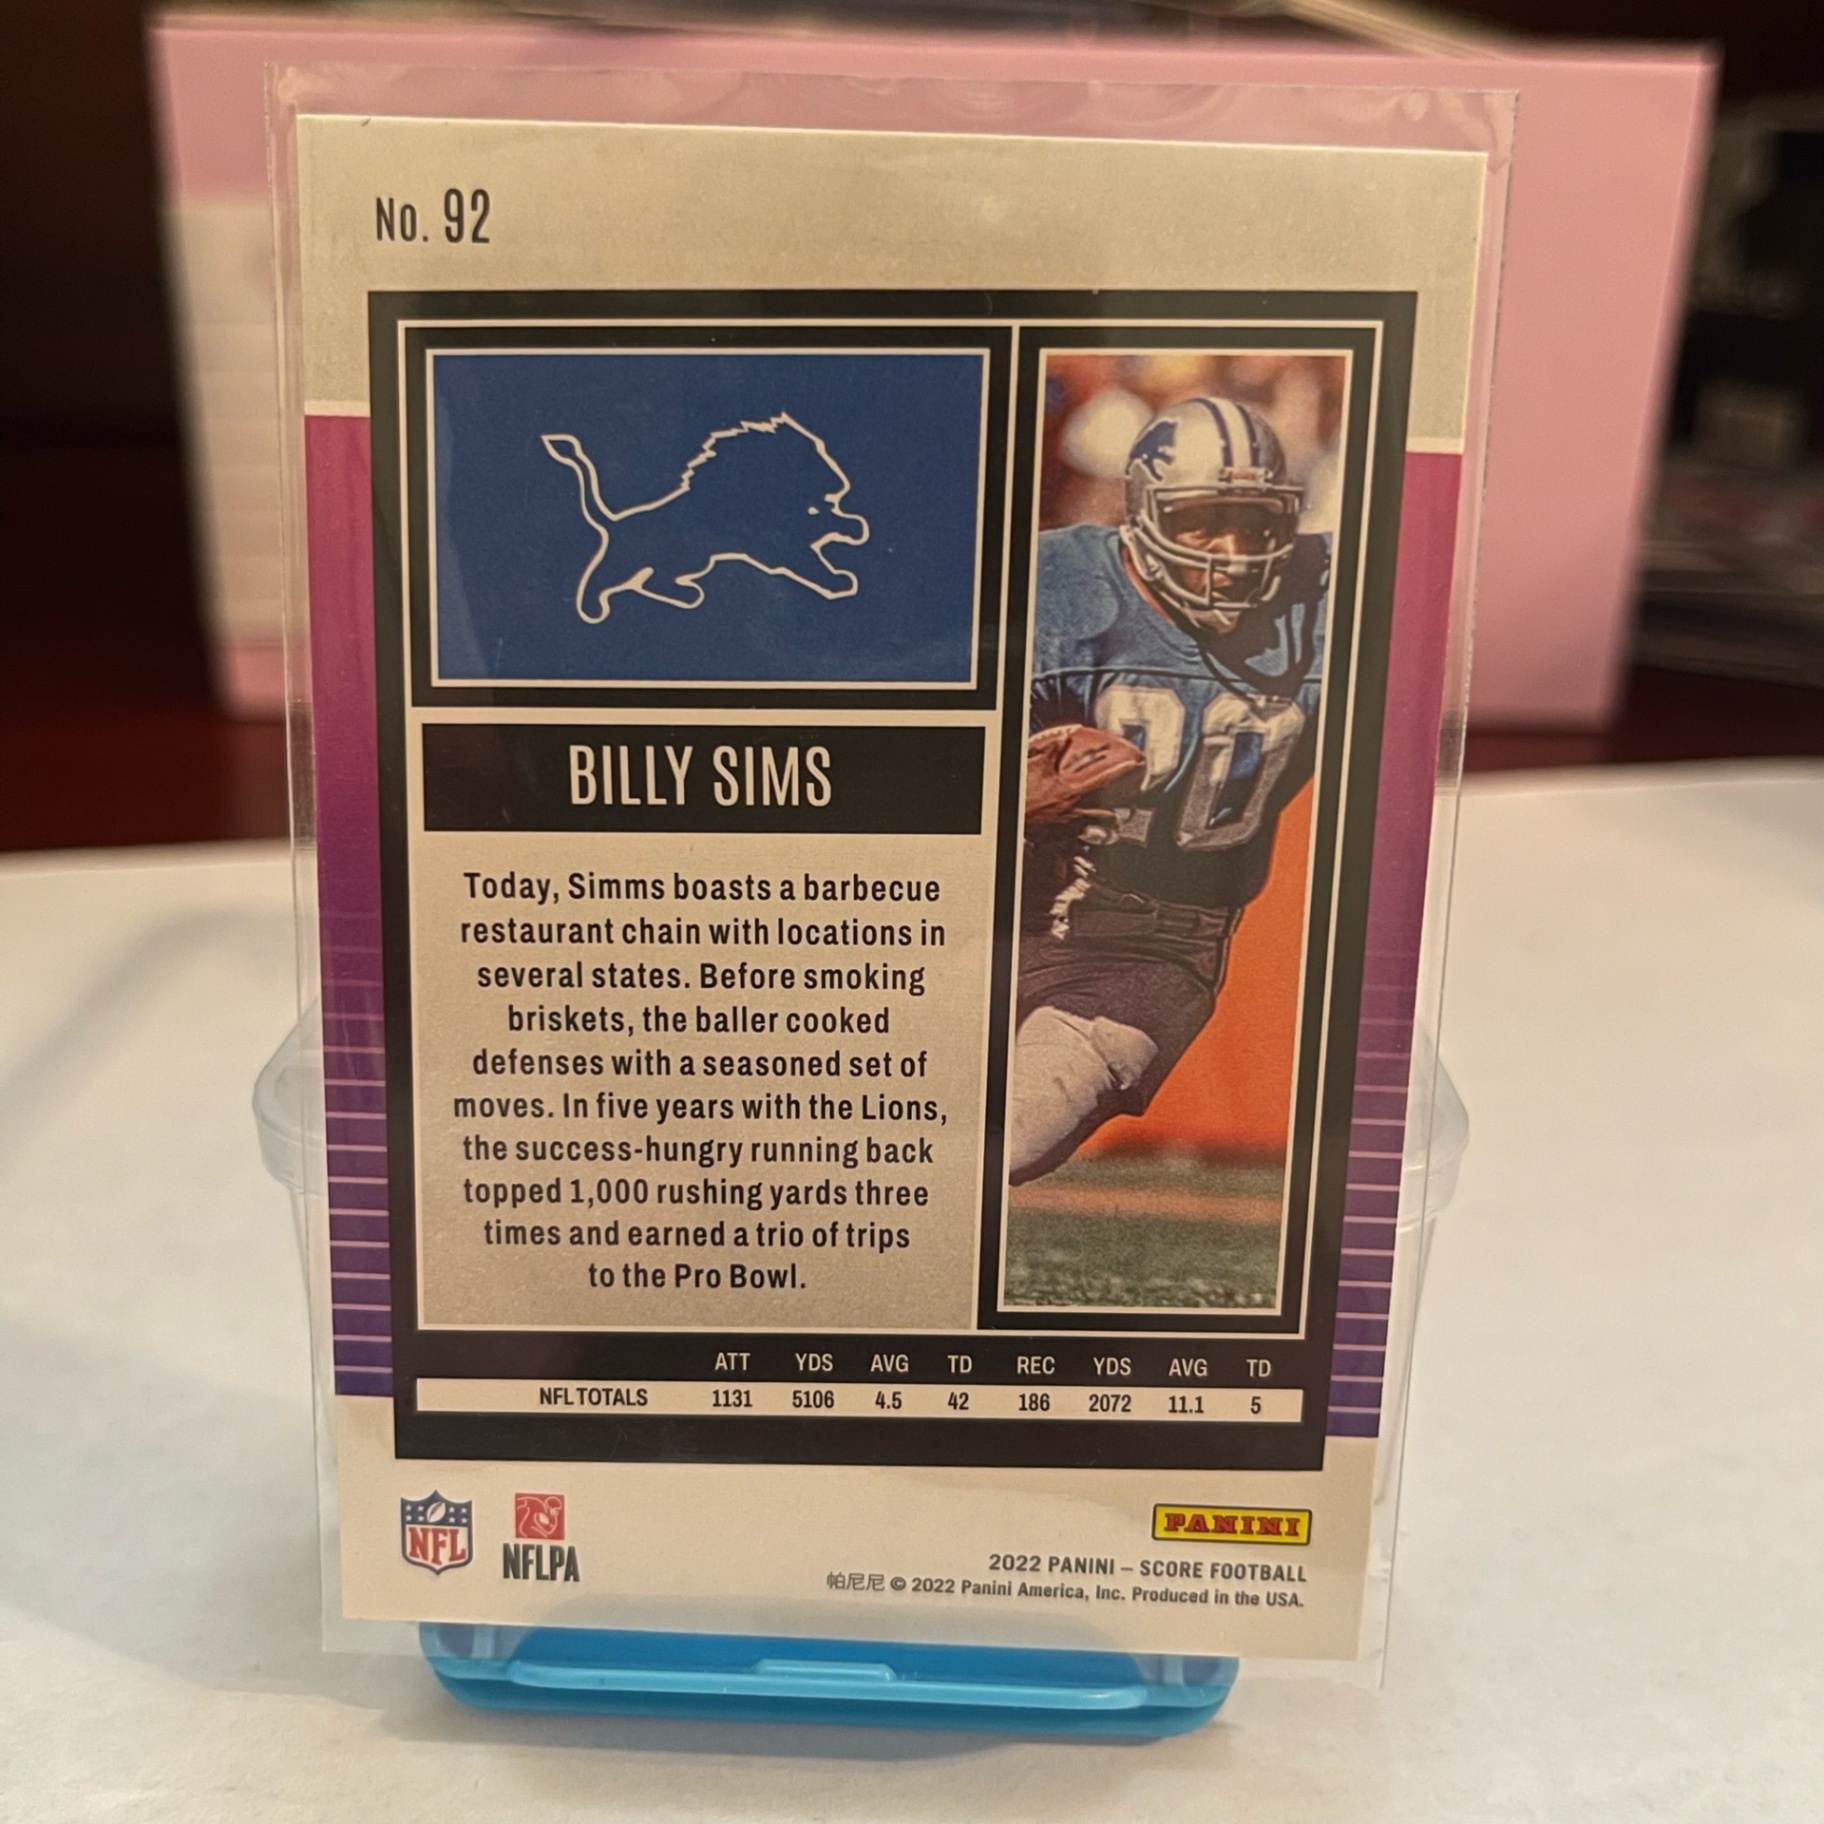 No. 92
BILLY SIMS
Today, Simms boasts a barbecue
restaurant chain with locations in
several states. Before smoking
briskets, the baller cooked
defenses with a seasoned set of
moves. In five years with the Lions,
the success-hungry running back
topped 1,000 rushing yards three
times and earned a trio of trips
to the Pro Bowl.
20
ATT YDS AVG TD REC YDS AVG TD
NFL TOTALS 1131 5106 4.5 42 186 2072 11.1 5
NFL
NFLPA
PANINI
2022 PANINI – SCORE FOOTBALL
帕尼尼 © 2022 Panini America, Inc. Produced in the USA.